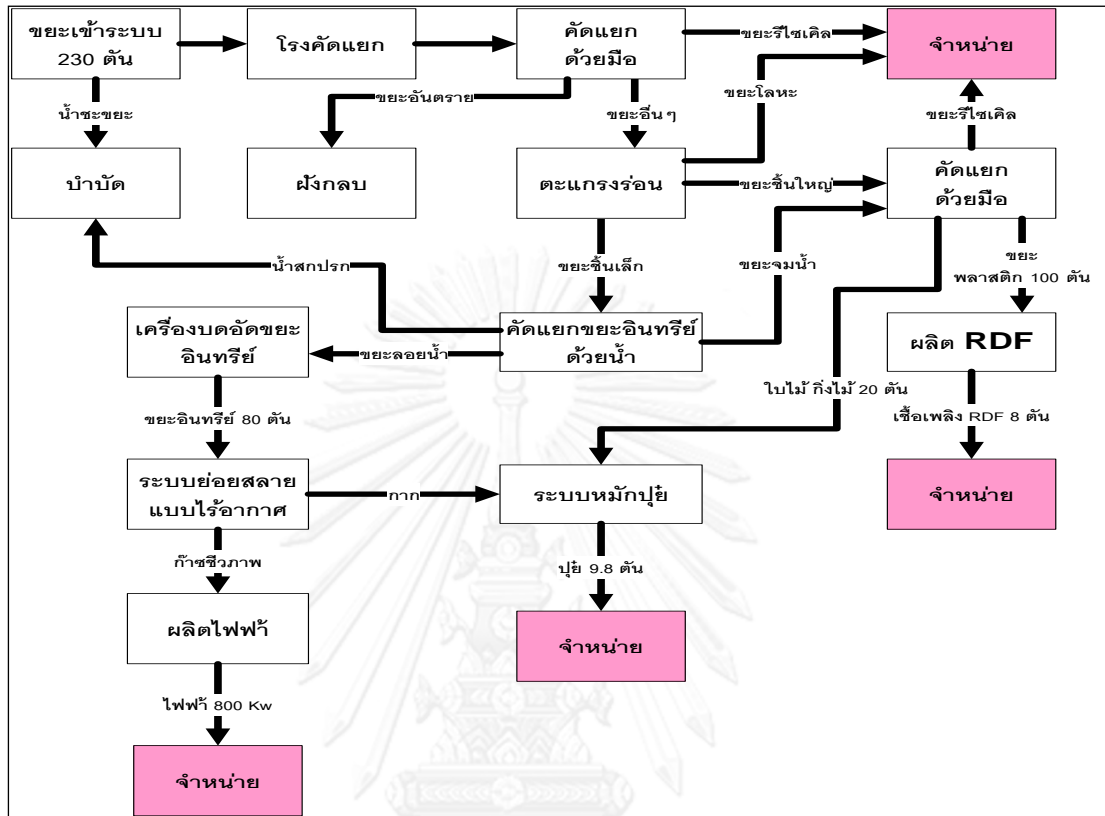 ขยะเข้าระบบ
230 ตัน
โรงคัดแยก
คัดแยก
ด้วยมือ
ขยะรีไซเคิล
จำหน่าย
น้ำชะขยะ
ขยะอันตราย
ขยะอื่น ๆ
ขยะโลหะ
ขยะรีไซเคิล
บำบัด
ฝังกลบ
ตะแกรงร่อน
ขยะชิ้นใหญ่
คัดแยก
ด้วยมือ
น้ำสกปรก
ขยะชิ้นเล็ก
ขยะจมน้ำ
ขยะ
พลาสติก 100 ตัน
เครื่องบดอัดขยะ
อินทรีย์
ขยะลอยน้ำ
คัดแยกขยะอินทรีย์
ด้วยน้ำ
ผลิต RDF
ขยะอินทรีย์ 80 ตัน
ใบไม้ กิ่งไม้ 20 ตัน
เชื้อเพลิง RDF 8 ตัน
ระบบย่อยสลาย
แบบไร้อากาศ
กาก
ระบบหมักปุ๋ย
จำหน่าย
ก๊าซชีวภาพ
ปุ๋ย 9.8 ตัน
ผลิตไฟฟ้า
จำหน่าย
ไฟฟ้า 800 Kw
จำหน่าย